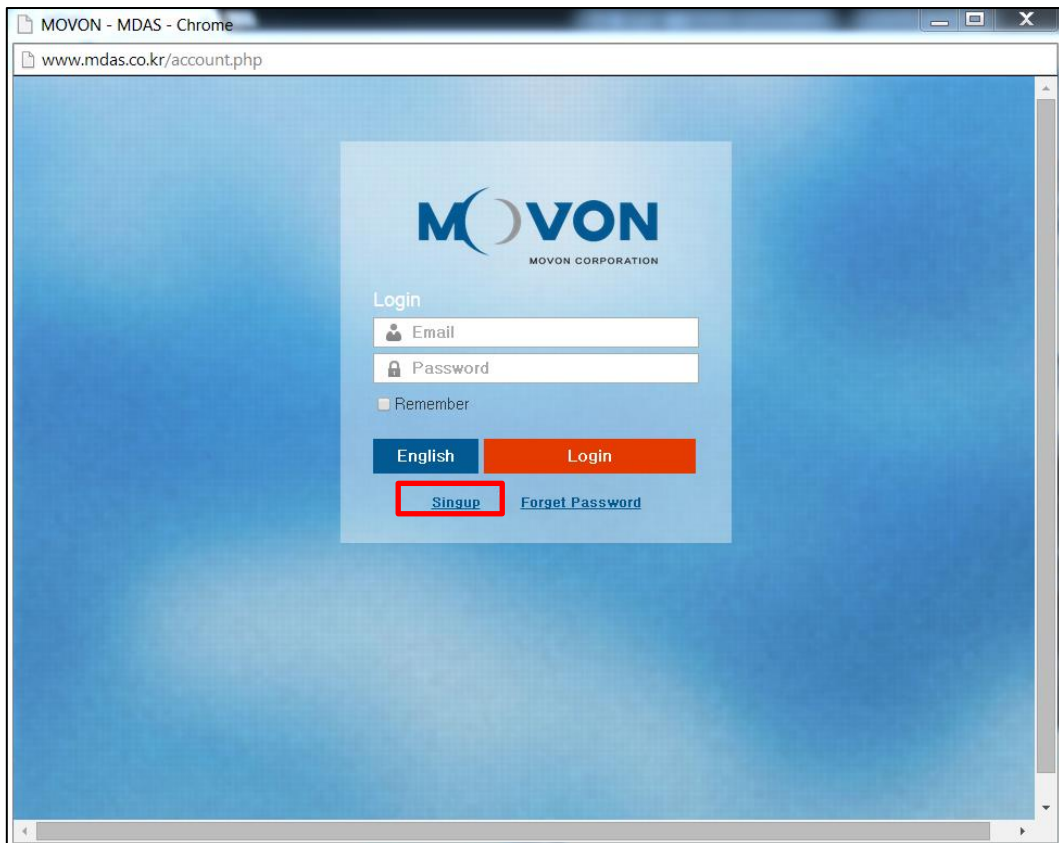 MOVON - MDAS - Chrome
www.mdas.co.kr/account.php
MOVON
MOVON CORPORATION
Login
Email
Password
Remember
English Login
Singup Forget Password